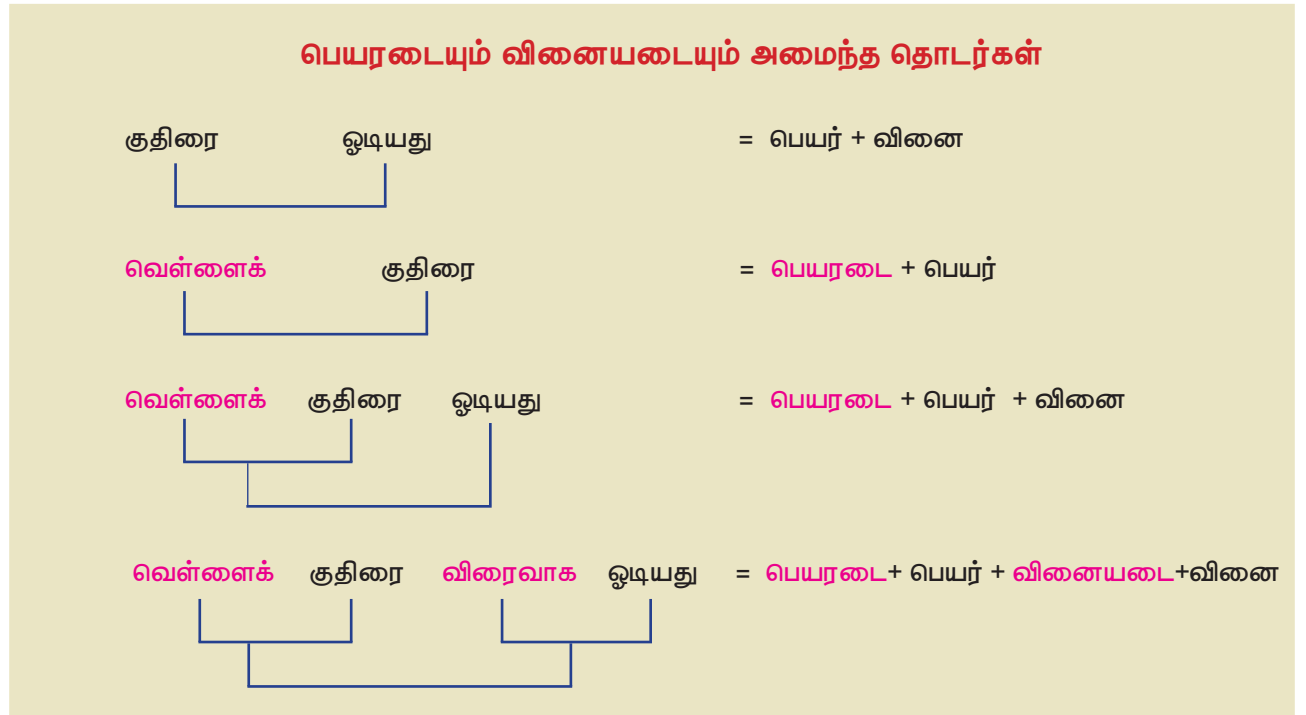 பெயரடையும் வினையடையும் அமைந்த தொடர்கள்
குதிரை ஓடியது = பெயர் + வினை
வெள்ளைக் குதிரை = பெயரடை + பெயர்
வெள்ளைக் குதிரை ஓடியது = பெயரடை + பெயர் + வினை
வெள்ளைக் குதிரை விரைவாக ஓடியது = பெயரடை+ பெயர் + வினையடை+வினை